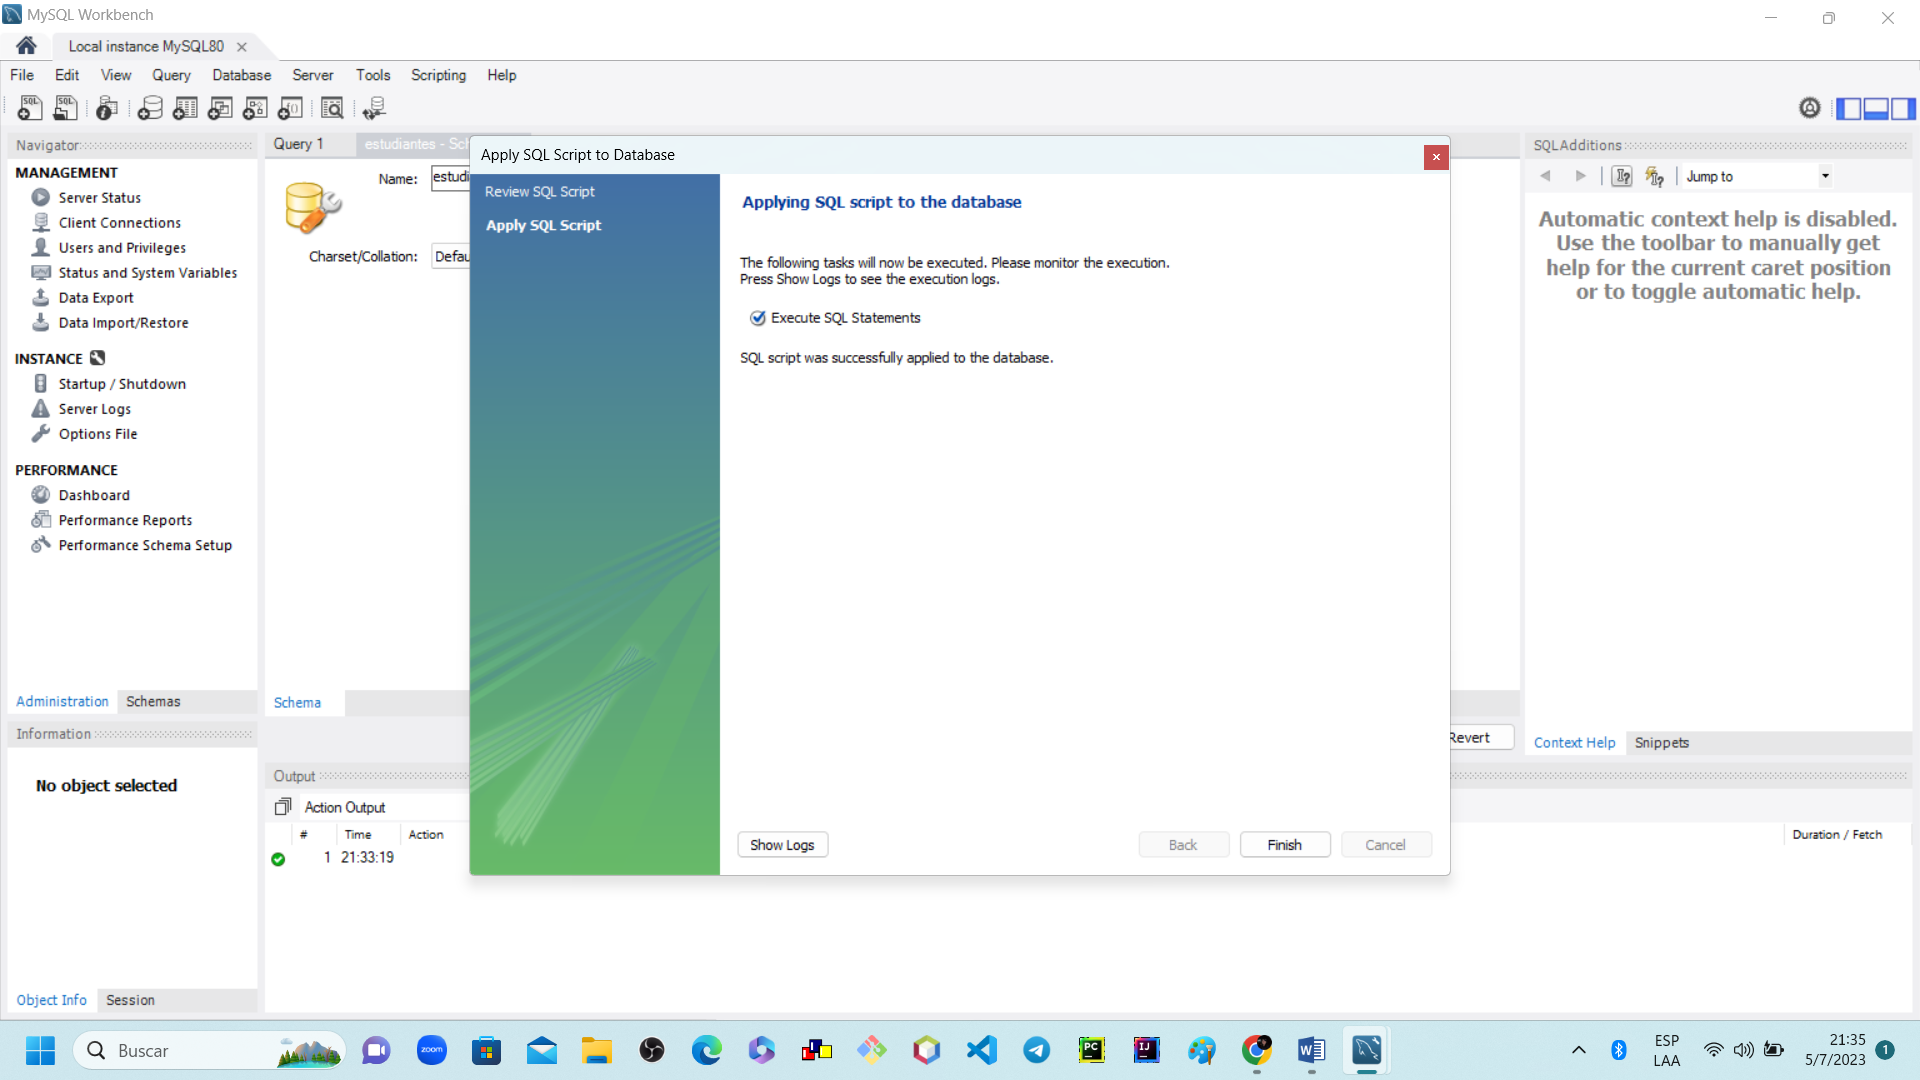 MySQL Workbench
Local instance MySQL80
File Edit View Query Database Server Tools Scripting Help
Navigator
MANAGEMENT
Server Status
Client Connections
Users and Privileges
Status and System Variables
Data Export
Data Import/Restore
INSTANCE
Startup / Shutdown
Server Logs
Options File
PERFORMANCE
Dashboard
Performance Reports
Performance Schema Setup
Administration Schemas
Information
No object selected
Object Info Session
Query 1 estudiantes - Sch
Name: estudi
Charset/Collation: Defau
Schema
Revert
Apply SQL Script to Database
Review SQL Script
Apply SQL Script
Applying SQL script to the database
The following tasks will now be executed. Please monitor the execution.
Press Show Logs to see the execution logs.
Execute SQL Statements
SQL script was successfully applied to the database.
Show Logs Back Finish Cancel
Output
Action Output
# Time Action Duration / Fetch
1 21:33:19
SQLAdditions
Jump to
Automatic context help is disabled.
Use the toolbar to manually get
help for the current caret position
or to toggle automatic help.
Context Help Snippets
Buscar
zoom
PC
IJ
ESP
LAA
21:35
5/7/2023
1